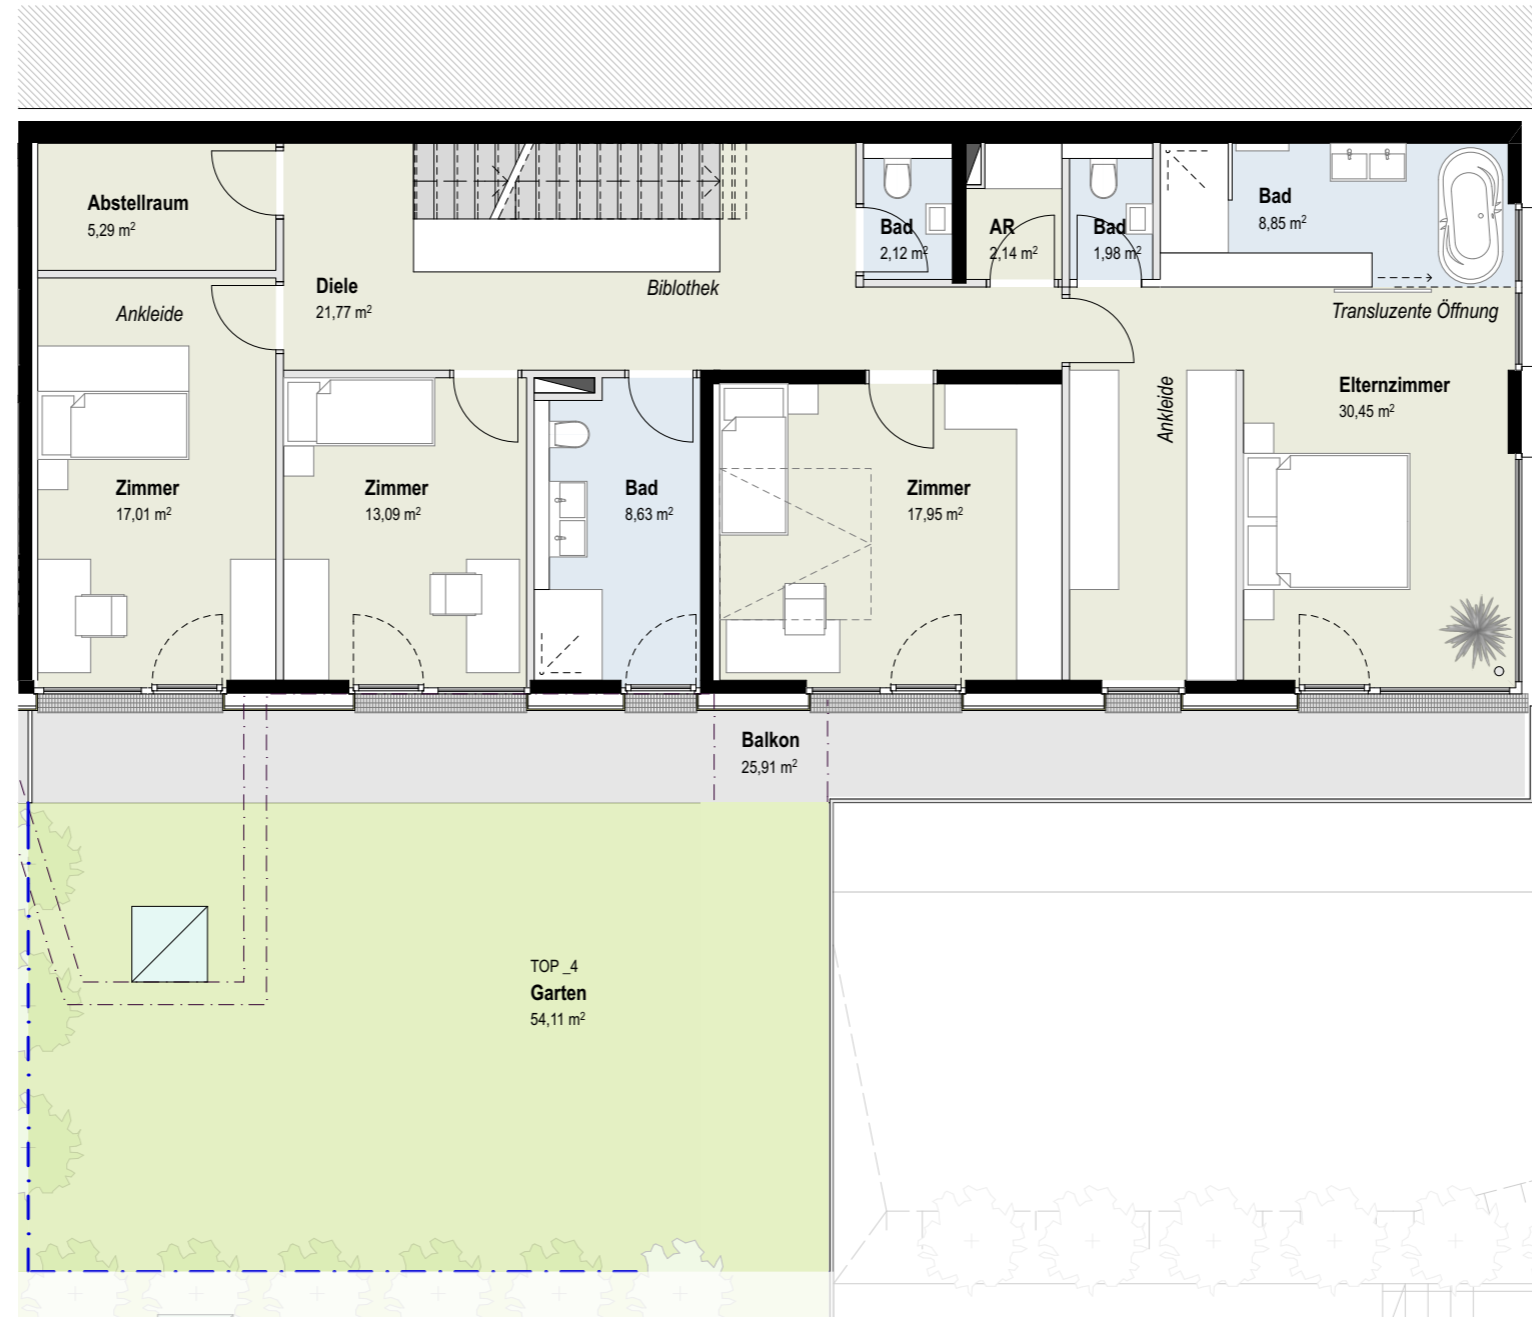 Abstellraum
5,29 m²
Bad
2,12 m²
AR
2,14 m²
Bad
1,98 m²
Bad
8,85 m²
Diele
21,77 m²
Biblothek
Ankleide
Transluzente Öffnung
Ankleide
Elternzimmer
30,45 m²
Zimmer
17,01 m²
Zimmer
13,09 m²
Bad
8,63 m²
Zimmer
17,95 m²
Balkon
25,91 m²
TOP _4
Garten
54,11 m²